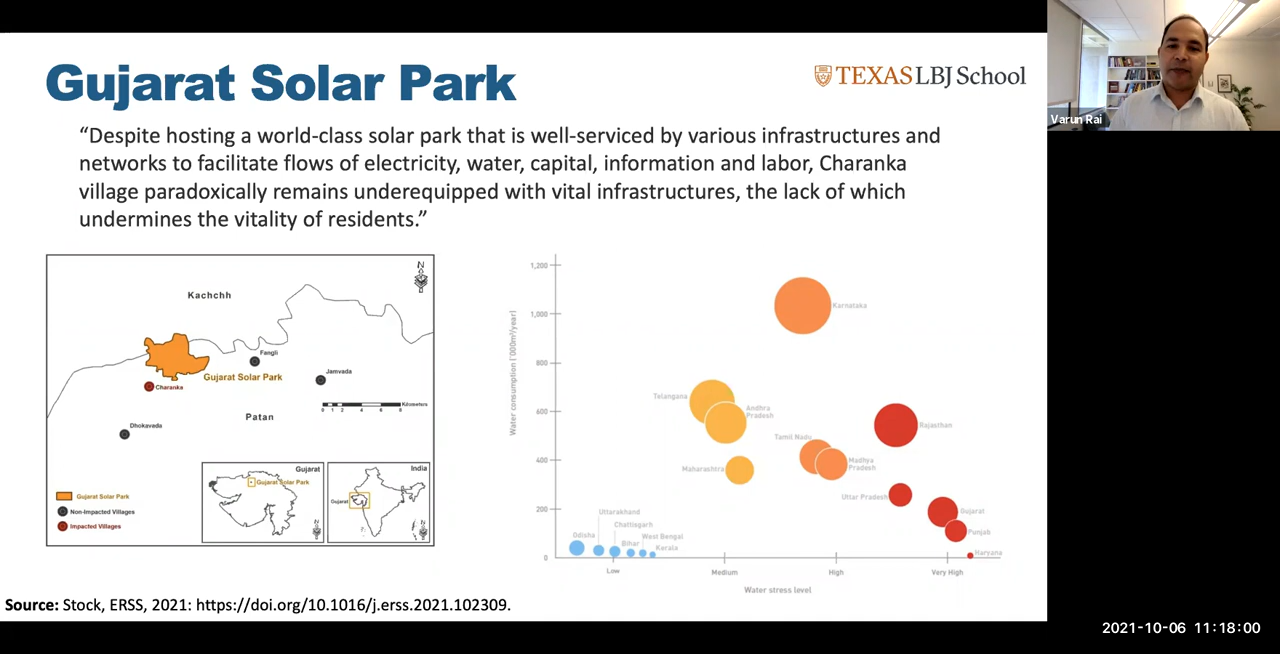 Gujarat Solar Park
TEXAS LBJ School
Varun Rai
“Despite hosting a world-class solar park that is well-serviced by various infrastructures and
networks to facilitate flows of electricity, water, capital, information and labor, Charanka
village paradoxically remains underequipped with vital infrastructures, the lack of which
undermines the vitality of residents.”
N
Kachchh
Fangli
Gujarat Solar Park
Jamvada
Charanka
Kilometers
0 1 2 4 6 8
Patan
Dhokavada
Gujarat
Gujarat Solar Park
N
India
Gujarat
N
Gujarat Solar Park
Non-Impacted Villages
Impacted Villages
Water consumption ('000m³/year)
1,200
1,000
800
600
400
200
0
Karnataka
Telangana
Andhra
Pradesh
Rajasthan
Tamil Nadu
Madhya
Pradesh
Maharashtra
Uttar Pradesh
Gujarat
Punjab
Haryana
Uttarakhand
Chattisgarh
Odisha
West Bengal
Bihar
Kerala
Low
Medium
High
Very High
Water stress level
Source: Stock, ERSS, 2021: https://doi.org/10.1016/j.erss.2021.102309.
2021-10-06 11:18:00